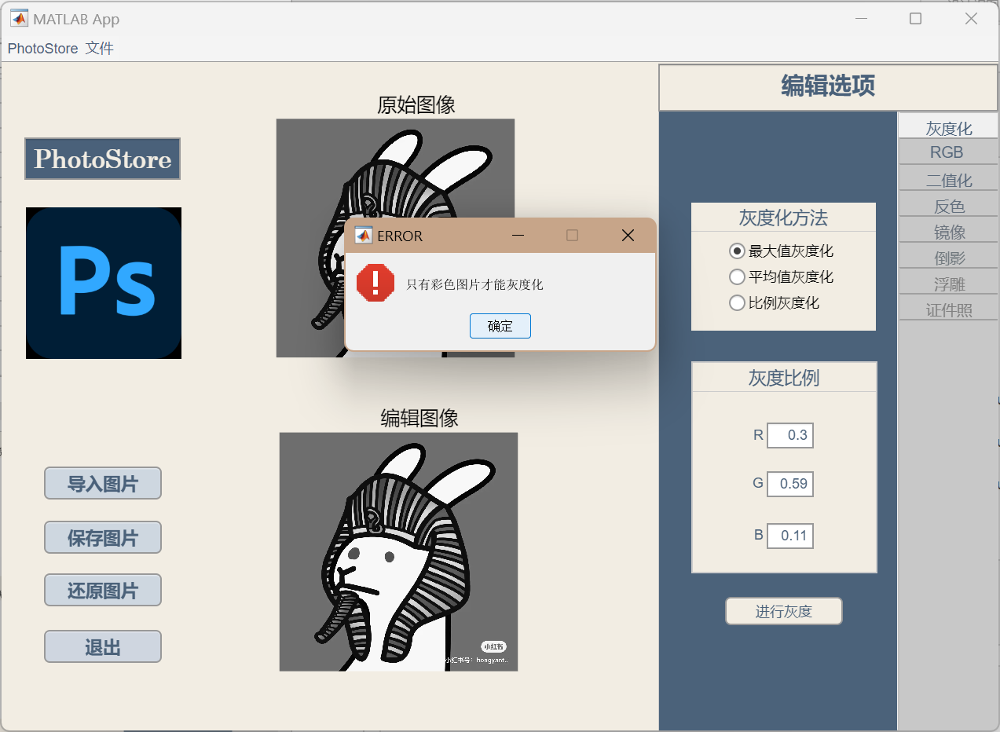 MATLAB App
PhotoStore 文件
PhotoStore
Ps
导入图片
保存图片
还原图片
退出
原始图像
ERROR
只有彩色图片才能灰度化
确定
编辑图像
小红书
小红书号：hongyant..
编辑选项
灰度化方法
最大值灰度化
平均值灰度化
比例灰度化
灰度比例
R 0.3
G 0.59
B 0.11
进行灰度
灰度化
RGB
二值化
反色
镜像
倒影
浮雕
证件照